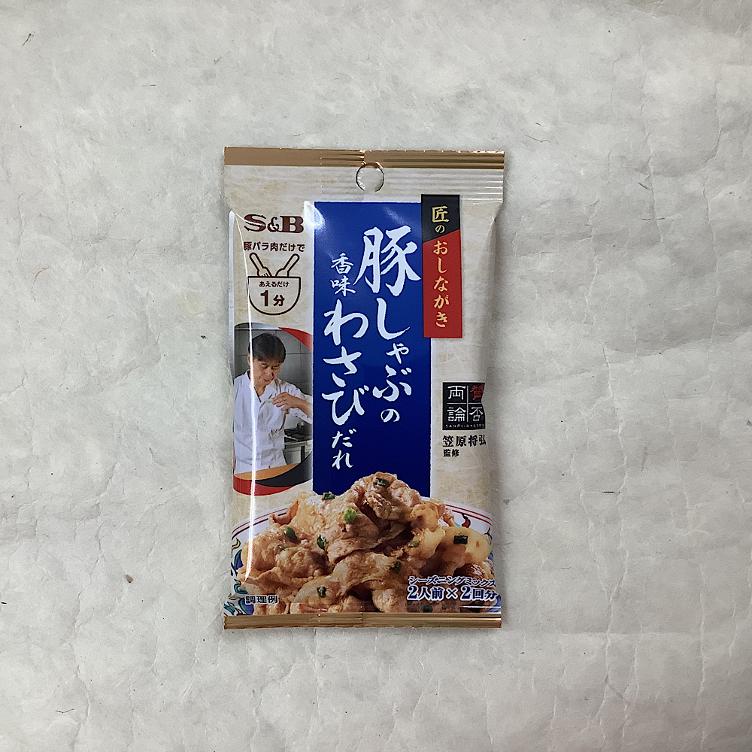 S&B
豚バラ肉だけで
あえるだけ
1分
匠のおしながき
豚しゃぶの
香味わさびだれ
賛否
両論
笠原将弘
監修
シーズニングミックス
2人前×2回分
調理例